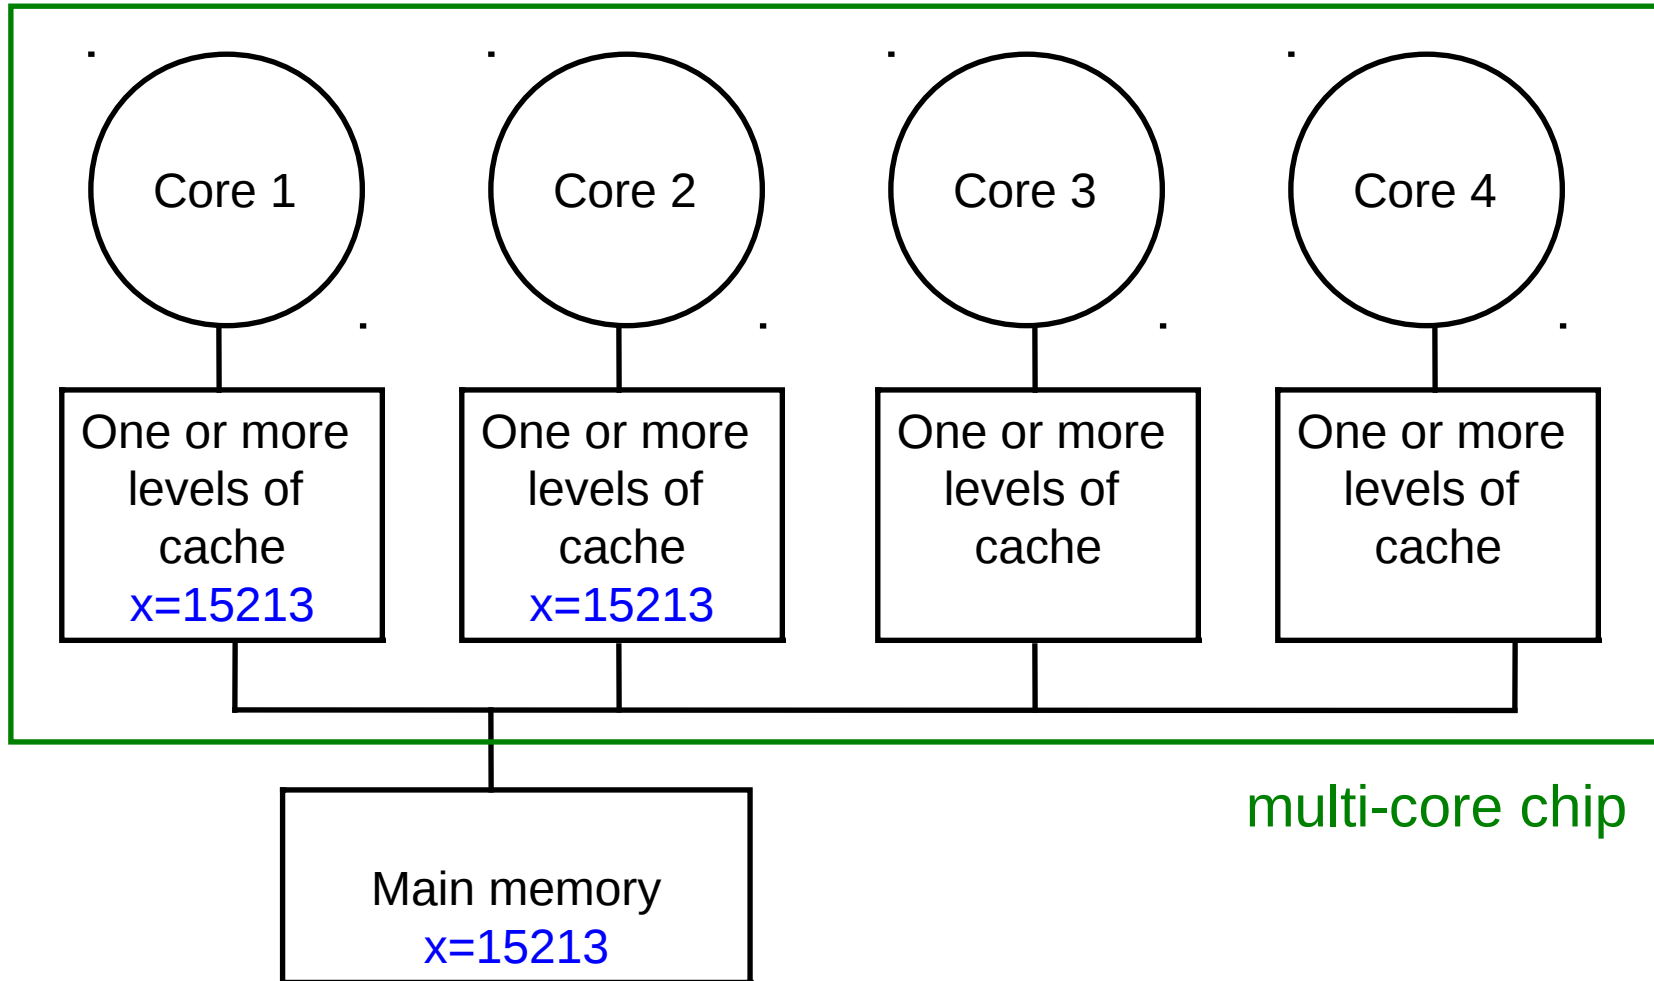 Core 1
Core 2
Core 3
Core 4
One or more
levels of
cache
x=15213
One or more
levels of
cache
x=15213
One or more
levels of
cache
One or more
levels of
cache
multi-core chip
Main memory
x=15213